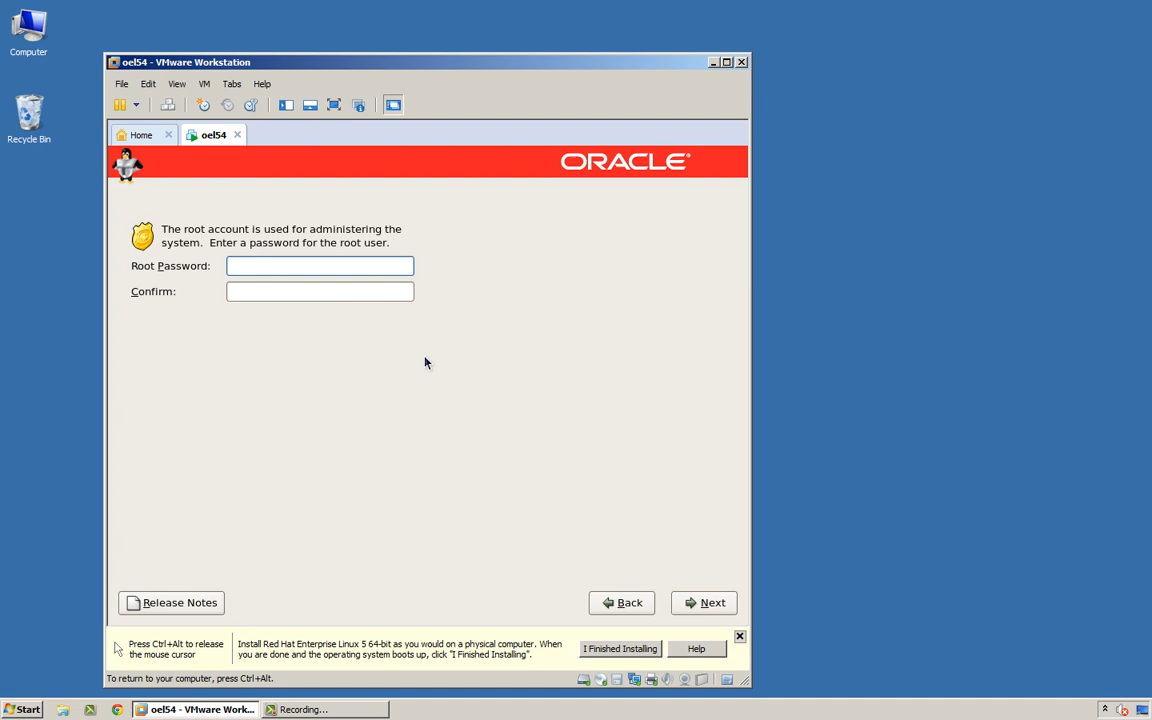 Computer
Recycle Bin
oel54 - VMware Workstation
File Edit View VM Tabs Help
Home
oel54
ORACLE®
The root account is used for administering the
system. Enter a password for the root user.
Root Password:
Confirm:
Release Notes
Back
Next
Press Ctrl+Alt to release
the mouse cursor
Install Red Hat Enterprise Linux 5 64-bit as you would on a physical computer. When
you are done and the operating system boots up, click "I Finished Installing".
I Finished Installing
Help
To return to your computer, press Ctrl+Alt.
Start
oel54 - VMware Work...
Recording...